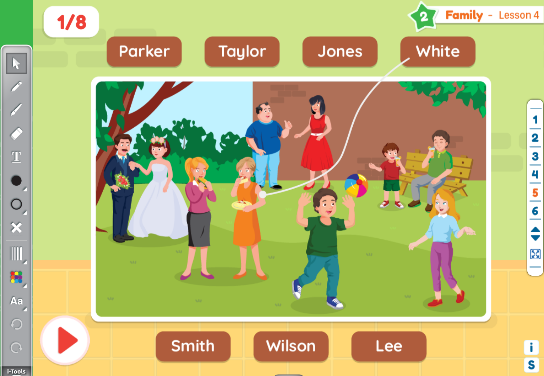 1/8
2 Family - Lesson 4
Parker Taylor Jones White
T
Aa
i-Tools
1
2
3
4
5
6
Smith Wilson Lee
i
S